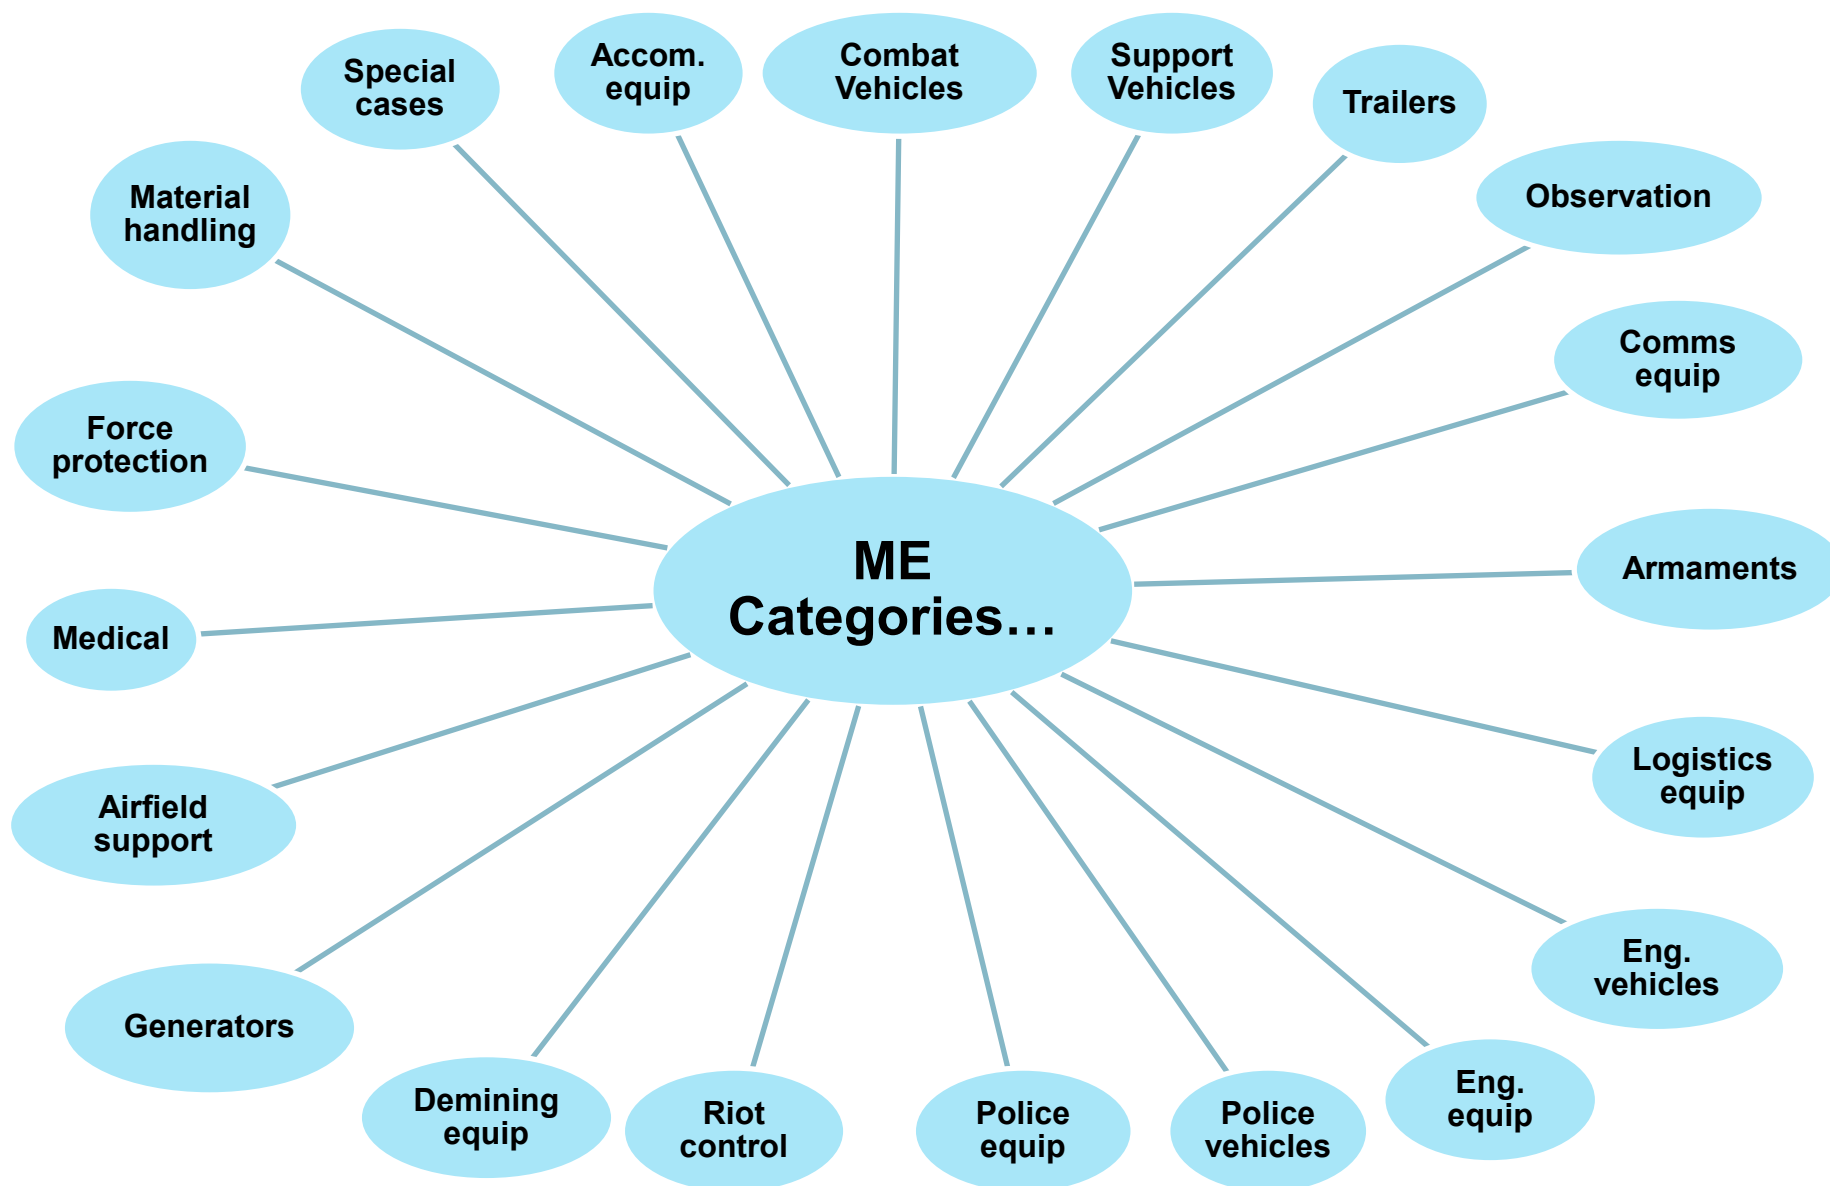 ME
Categories…
Combat
Vehicles
Support
Vehicles
Trailers
Observation
Comms
equip
Armaments
Logistics
equip
Eng.
vehicles
Eng.
equip
Police
vehicles
Police
equip
Riot
control
Demining
equip
Generators
Airfield
support
Medical
Force
protection
Material
handling
Special
cases
Accom.
equip